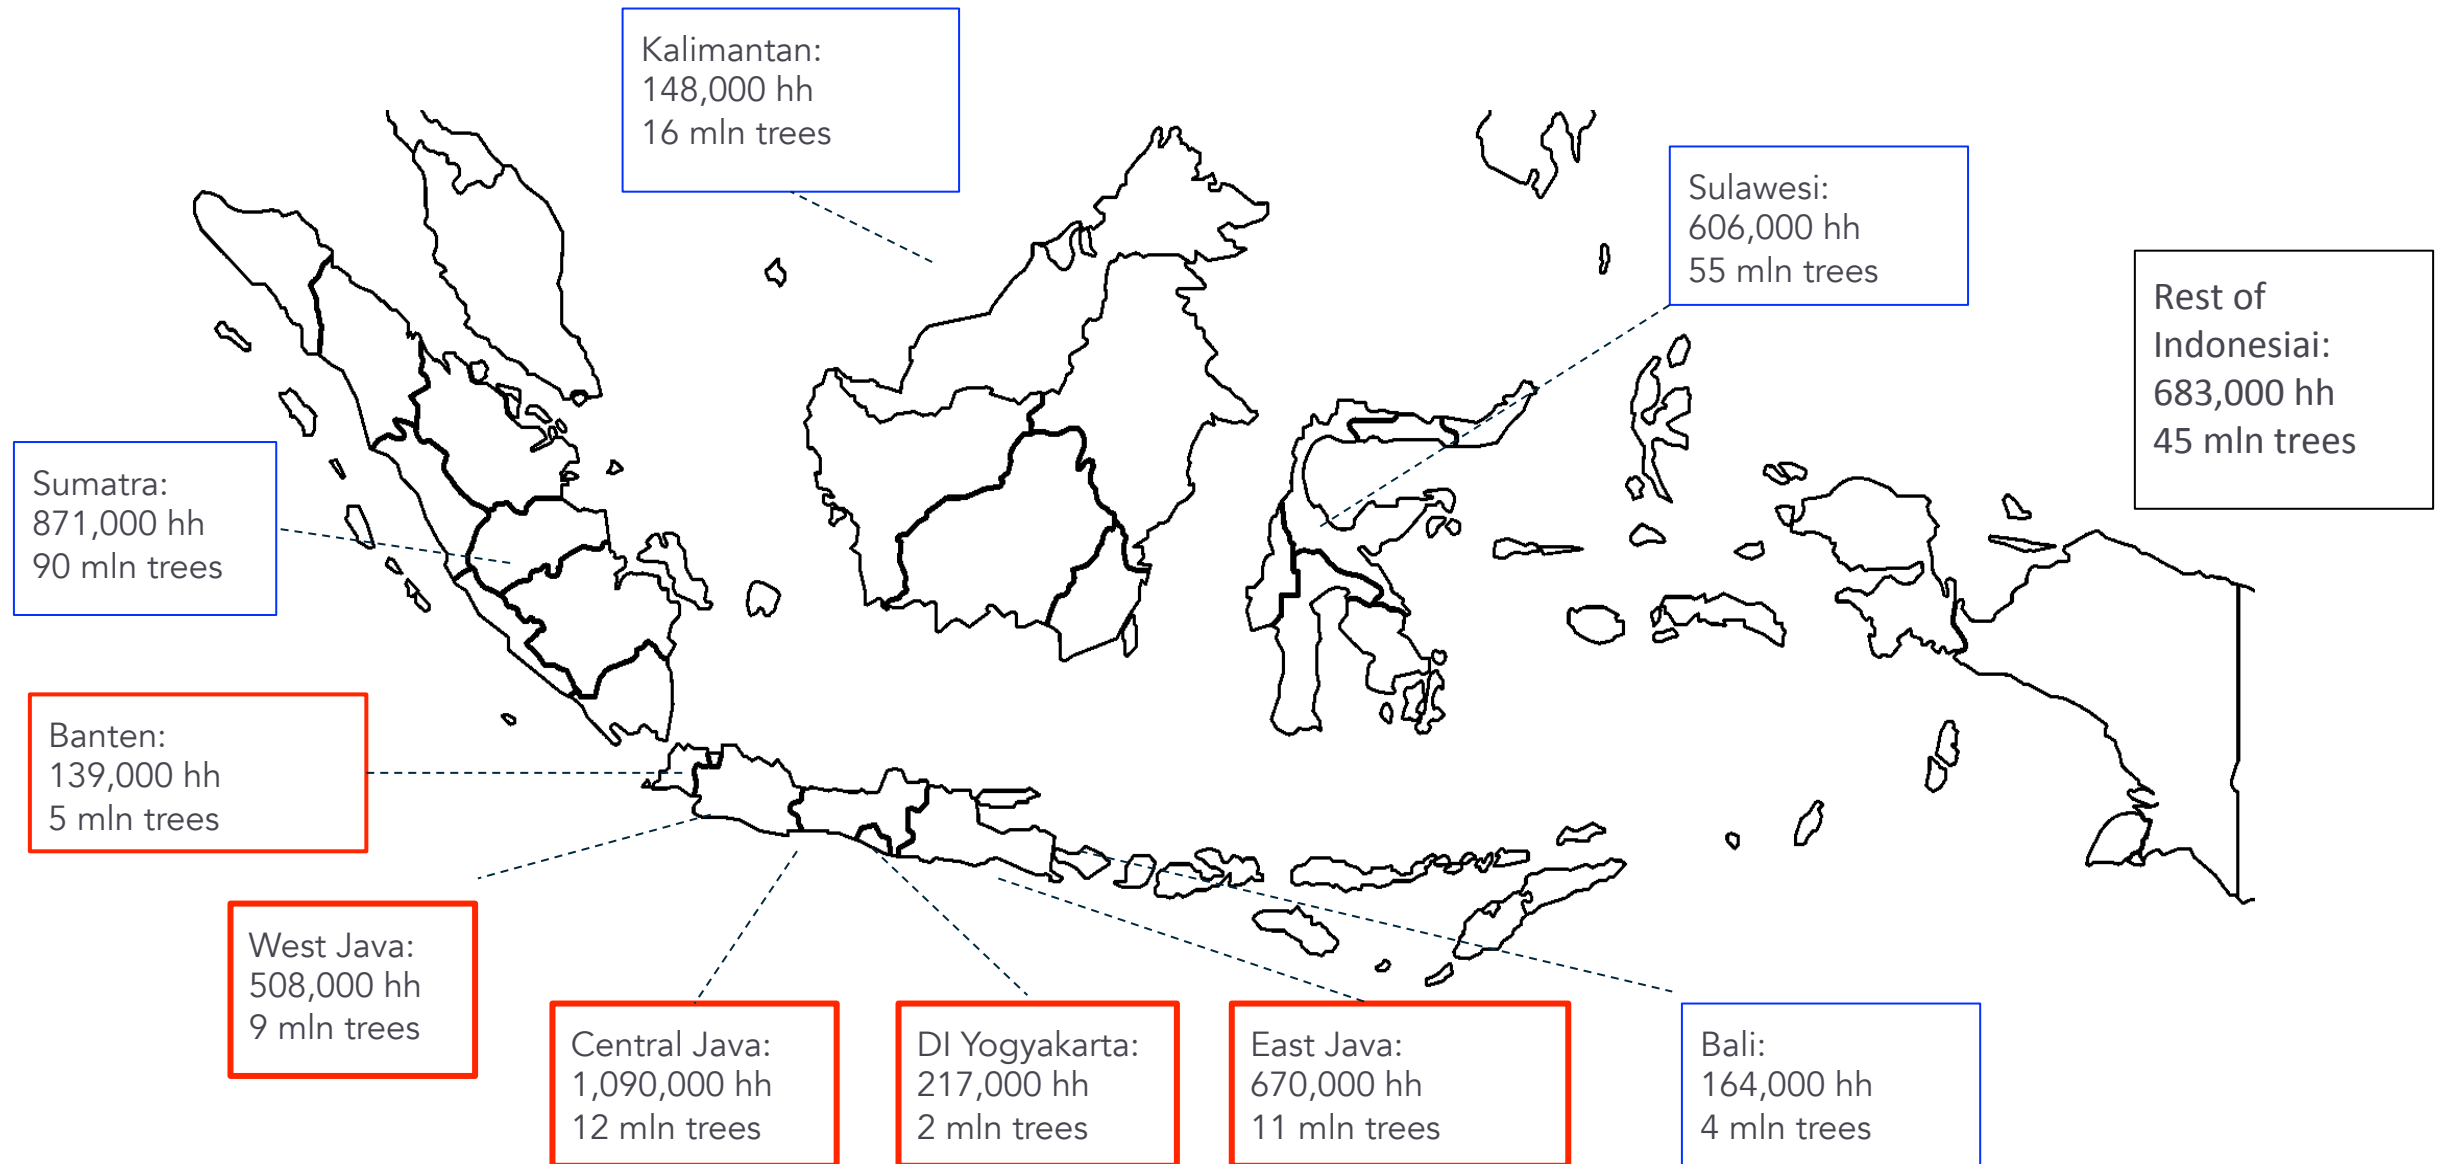 Kalimantan:
148,000 hh
16 mln trees
Sulawesi:
606,000 hh
55 mln trees
Rest of
Indonesiai:
683,000 hh
45 mln trees
Sumatra:
871,000 hh
90 mln trees
Banten:
139,000 hh
5 mln trees
West Java:
508,000 hh
9 mln trees
Central Java:
1,090,000 hh
12 mln trees
DI Yogyakarta:
217,000 hh
2 mln trees
East Java:
670,000 hh
11 mln trees
Bali:
164,000 hh
4 mln trees